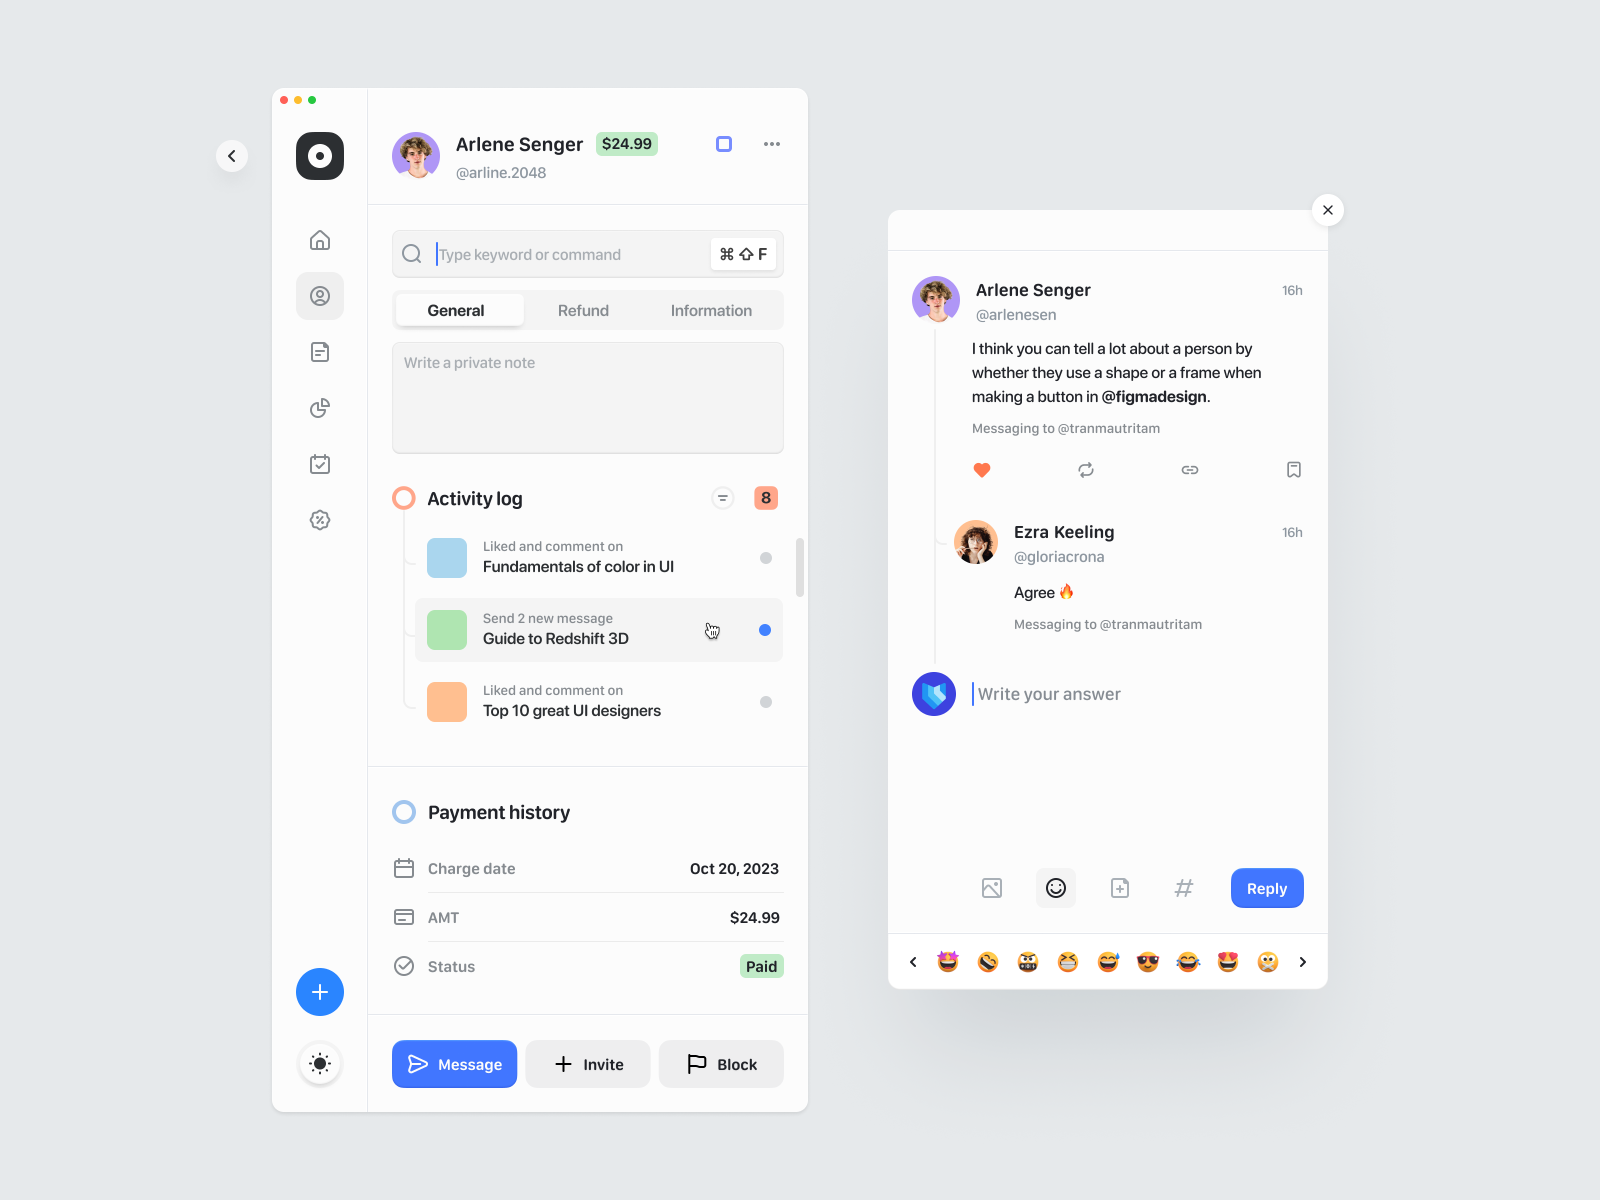 Arlene Senger $24.99
@arline.2048
Type keyword or command ⌘ ⇧ F
General Refund Information
Write a private note
Activity log 8
Liked and comment on
Fundamentals of color in UI
Send 2 new message
Guide to Redshift 3D
Liked and comment on
Top 10 great UI designers
Payment history
Charge date Oct 20, 2023
AMT $24.99
Status Paid
Message Invite Block
Arlene Senger 16h
@arlenesen
I think you can tell a lot about a person by
whether they use a shape or a frame when
making a button in @figmadesign.
Messaging to @tranmautritam
Ezra Keeling 16h
@gloriacrona
Agree 🔥
Messaging to @tranmautritam
Write your answer
Reply